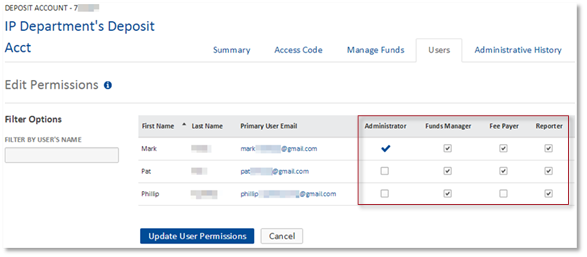 DEPOSIT ACCOUNT - 7
IP Department's Deposit
Acct
Summary Access Code Manage Funds Users Administrative History
Edit Permissions
Filter Options
FILTER BY USER'S NAME
First Name Last Name Primary User Email Administrator Funds Manager Fee Payer Reporter
Mark mark @gmail.com
Pat pat @gmail.com
Phillip phillip @gmail.com
Update User Permissions Cancel